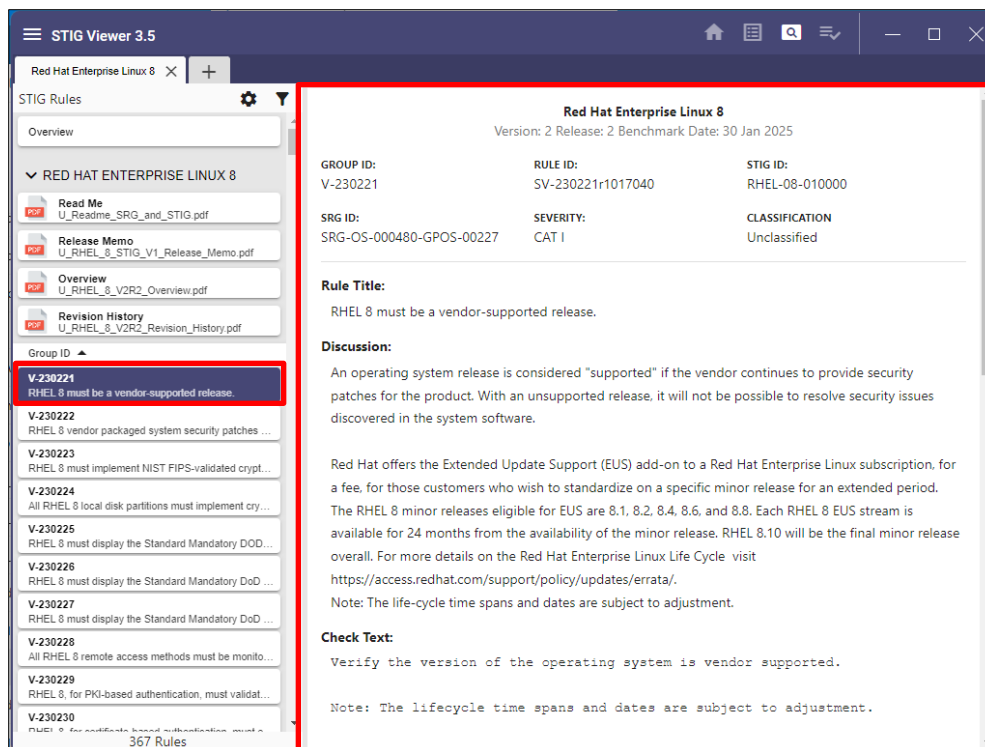 STIG Viewer 3.5
Red Hat Enterprise Linux 8
STIG Rules
Overview
RED HAT ENTERPRISE LINUX 8
Read Me
U_Readme_SRG_and_STIG.pdf
Release Memo
U_RHEL_8_STIG_V1_Release_Memo.pdf
Overview
U_RHEL_8_V2R2_Overview.pdf
Revision History
U_RHEL_8_V2R2_Revision_History.pdf
PDF
PDF
PDF
PDF
Group ID
V-230221
RHEL 8 must be a vendor-supported release.
V-230222
RHEL 8 vendor packaged system security patches ...
V-230223
RHEL 8 must implement NIST FIPS-validated crypt...
V-230224
All RHEL 8 local disk partitions must implement cry...
V-230225
RHEL 8 must display the Standard Mandatory DOD...
V-230226
RHEL 8 must display the Standard Mandatory DoD ...
V-230227
RHEL 8 must display the Standard Mandatory DoD ...
V-230228
All RHEL 8 remote access methods must be monito...
V-230229
RHEL 8, for PKI-based authentication, must validat...
V-230230
367 Rules
Red Hat Enterprise Linux 8
Version: 2 Release: 2 Benchmark Date: 30 Jan 2025
GROUP ID: RULE ID: STIG ID:
V-230221 SV-230221r1017040 RHEL-08-010000
SRG ID: SEVERITY: CLASSIFICATION
SRG-OS-000480-GPOS-00227 CAT I Unclassified
Rule Title:
RHEL 8 must be a vendor-supported release.
Discussion:
An operating system release is considered "supported" if the vendor continues to provide security
patches for the product. With an unsupported release, it will not be possible to resolve security issues
discovered in the system software.
Red Hat offers the Extended Update Support (EUS) add-on to a Red Hat Enterprise Linux subscription, for
a fee, for those customers who wish to standardize on a specific minor release for an extended period.
The RHEL 8 minor releases eligible for EUS are 8.1, 8.2, 8.4, 8.6, and 8.8. Each RHEL 8 EUS stream is
available for 24 months from the availability of the minor release. RHEL 8.10 will be the final minor release
overall. For more details on the Red Hat Enterprise Linux Life Cycle visit
https://access.redhat.com/support/policy/updates/errata/.
Note: The life-cycle time spans and dates are subject to adjustment.
Check Text:
Verify the version of the operating system is vendor supported.
Note: The lifecycle time spans and dates are subject to adjustment.